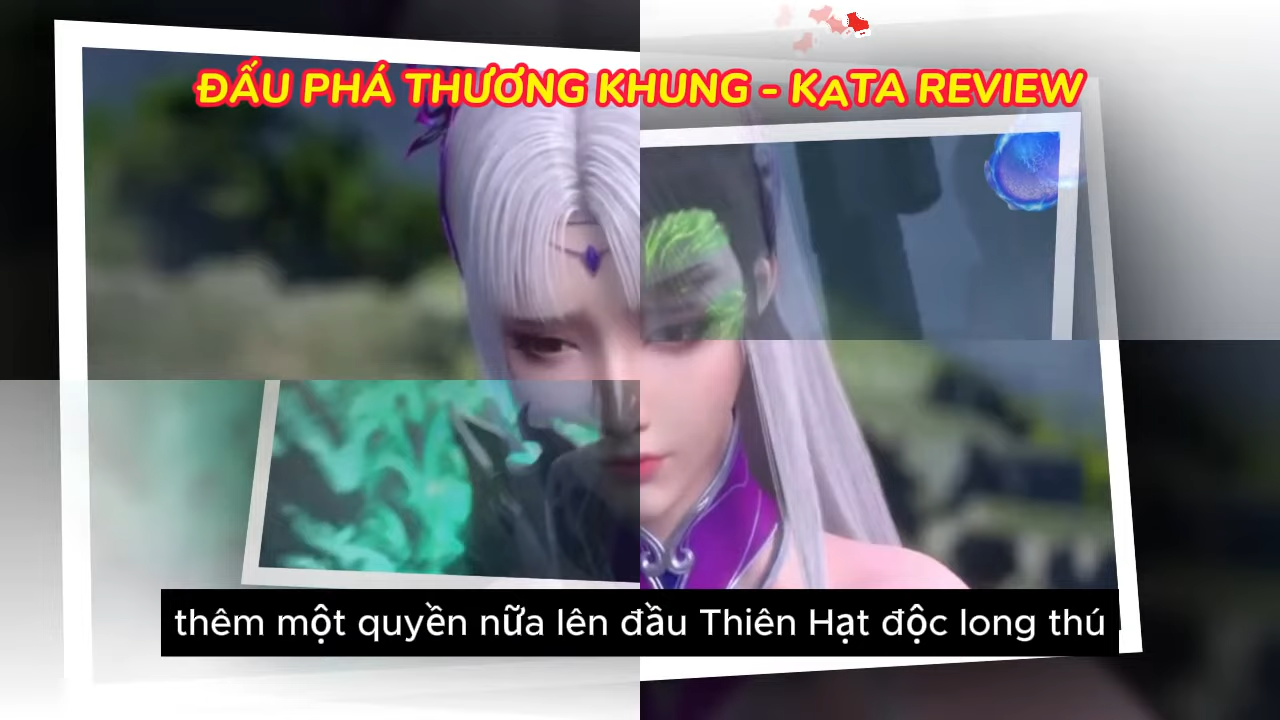 ĐẤU PHÁ THƯƠNG KHUNG - KATA REVIEW
thêm một quyền nữa lên đầu Thiên Hạt độc long thú